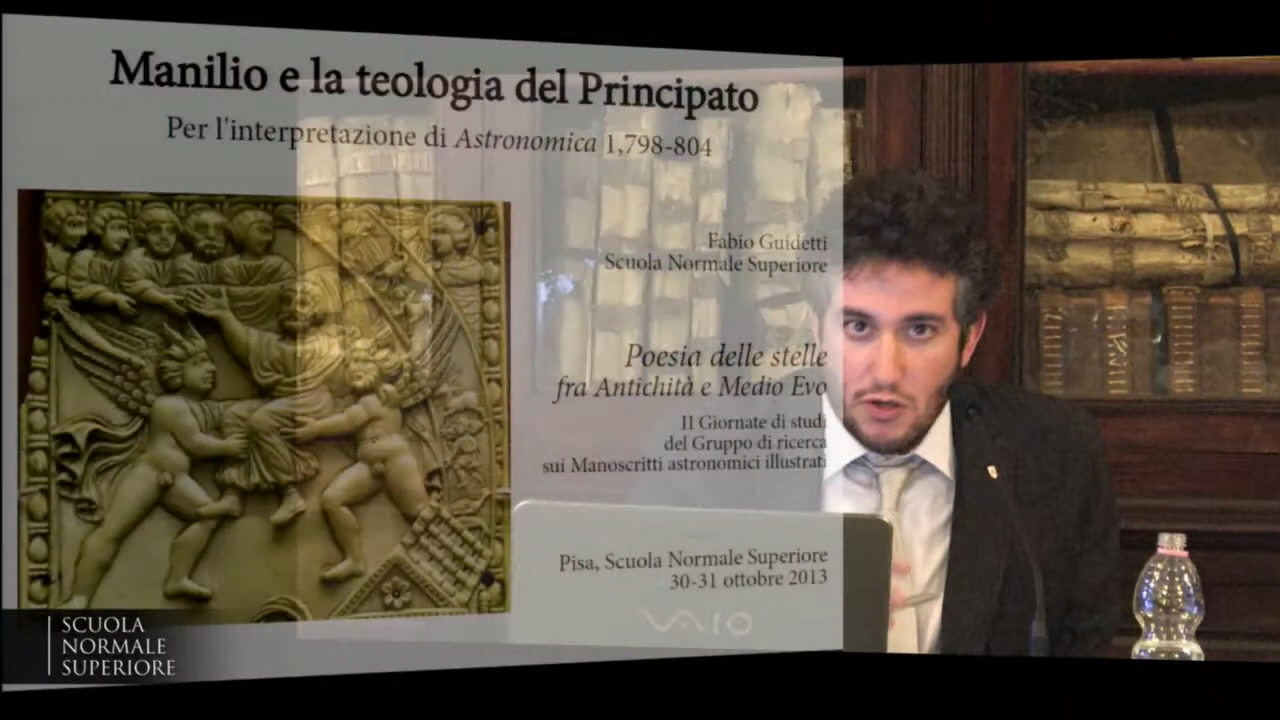 Manilio e la teologia del Principato
Per l'interpretazione di Astronomica 1,798-804
Fabio Guidetti
Scuola Normale Superiore
Poesia delle stelle
fra Antichità e Medio Evo
II Giornate di studi
del Gruppo di ricerca
sui Manoscritti astronomici illustrati
Pisa, Scuola Normale Superiore
30-31 ottobre 2013
VAIO
SCUOLA
NORMALE
SUPERIORE